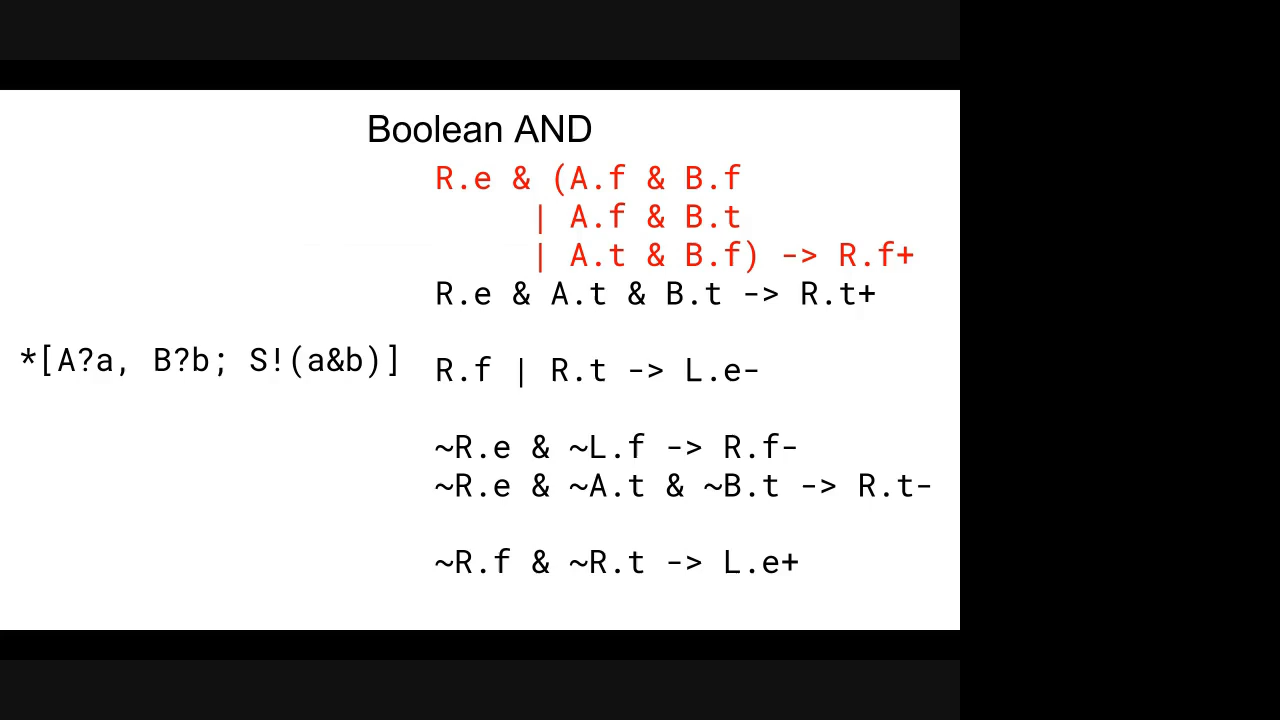 Boolean AND
R.e & (A.f & B.f
| A.f & B.t
| A.t & B.f) -> R.f+
R.e & A.t & B.t -> R.t+
*[A?a, B?b; S!(a&b)]
R.f | R.t -> L.e-
~R.e & ~L.f -> R.f-
~R.e & ~A.t & ~B.t -> R.t-
~R.f & ~R.t -> L.e+